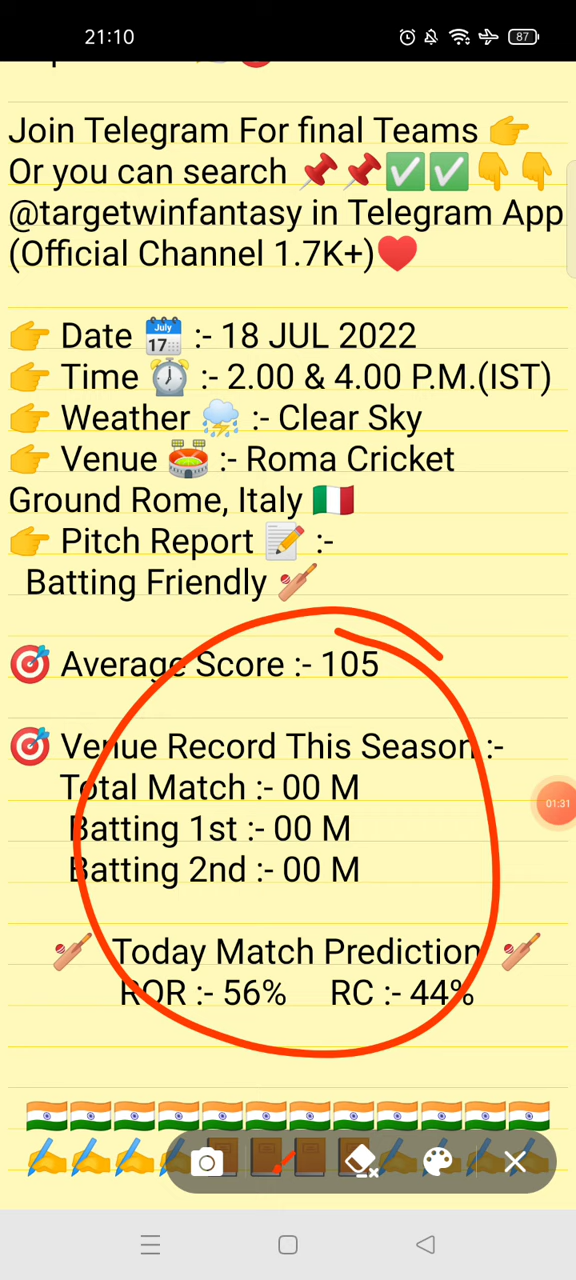 21:10
87
Join Telegram For final Teams 👉
Or you can search 📌📌✅✅👇👇
@targetwinfantasy in Telegram App
(Official Channel 1.7K+)❤️
👉 Date 📅 :- 18 JUL 2022
👉 Time ⏰ :- 2.00 & 4.00 P.M.(IST)
👉 Weather ⛈️ :- Clear Sky
👉 Venue 🏟️ :- Roma Cricket
Ground Rome, Italy 🇮🇹
👉 Pitch Report 📝 :-
Batting Friendly 🏏
🎯 Average Score :- 105
🎯 Venue Record This Season :-
Total Match :- 00 M
Batting 1st :- 00 M
Batting 2nd :- 00 M
01:31
🏏 Today Match Prediction 🏏
ROR :- 56% RC :- 44%